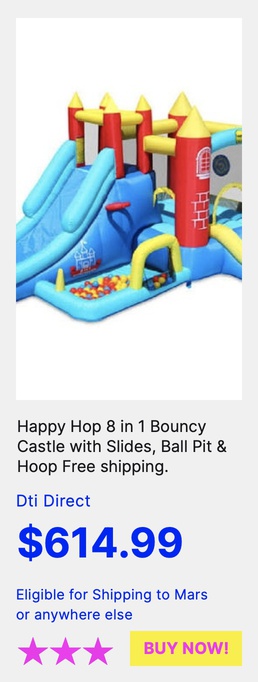 Happy Hop 8 in 1 Bouncy
Castle with Slides, Ball Pit &
Hoop Free shipping.
Dti Direct
$614.99
Eligible for Shipping to Mars
or anywhere else
BUY NOW!